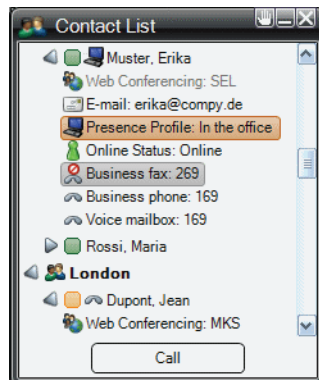 Contact List
Muster, Erika
Web Conferencing: SEL
E-mail: erika@compy.de
Presence Profile: In the office
Online Status: Online
Business fax: 269
Business phone: 169
Voice mailbox: 169
Rossi, Maria
London
Dupont, Jean
Web Conferencing: MKS
Call